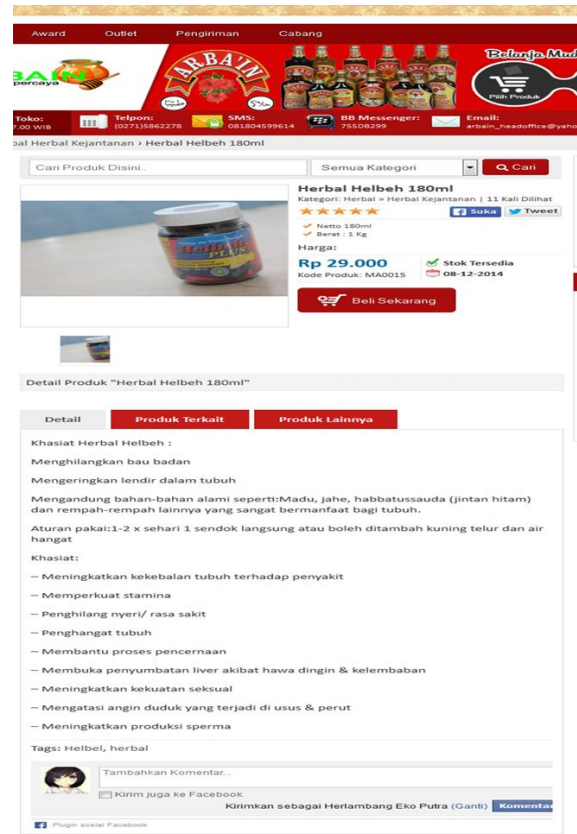 Award Outlet Pengiriman Cabang
ARBA'IN
percaya
Belanja Mud
Pilih Produk
Toko:
7.00 WIB
Telpon:
(0271)5862278
SMS:
081804599614
BB Messenger:
75508299
Email:
arbain_headoffice@yaho
bal Herbal Kejantanan › Herbal Helbeh 180ml
Cari Produk Disini..
Semua Kategori
Cari
Herbal Helbeh 180ml
Kategori: Herbal » Herbal Kejantanan | 11 Kali Dilihat
Suka Tweet
Netto 180ml
Berat : 1 Kg
Harga:
Rp 29.000
Kode Produk: MA0015
Stok Tersedia
08-12-2014
Beli Sekarang
Helbeh
PLUS
Detail Produk "Herbal Helbeh 180ml"
Detail Produk Terkait Produk Lainnya
Khasiat Herbal Helbeh :
Menghilangkan bau badan
Mengeringkan lendir dalam tubuh
Mengandung bahan-bahan alami seperti:Madu, jahe, habbatussauda (jintan hitam)
dan rempah-rempah lainnya yang sangat bermanfaat bagi tubuh.
Aturan pakai:1-2 x sehari 1 sendok langsung atau boleh ditambah kuning telur dan air
hangat
Khasiat:
– Meningkatkan kekebalan tubuh terhadap penyakit
– Memperkuat stamina
– Penghilang nyeri/ rasa sakit
– Penghangat tubuh
– Membantu proses pencernaan
– Membuka penyumbatan liver akibat hawa dingin & kelembaban
– Meningkatkan kekuatan seksual
– Mengatasi angin duduk yang terjadi di usus & perut
– Meningkatkan produksi sperma
Tags: Helbel, herbal
Tambahkan Komentar...
Kirim juga ke Facebook
Kirimkan sebagai Herlambang Eko Putra (Ganti) Komentar
Plugin sosial Facebook